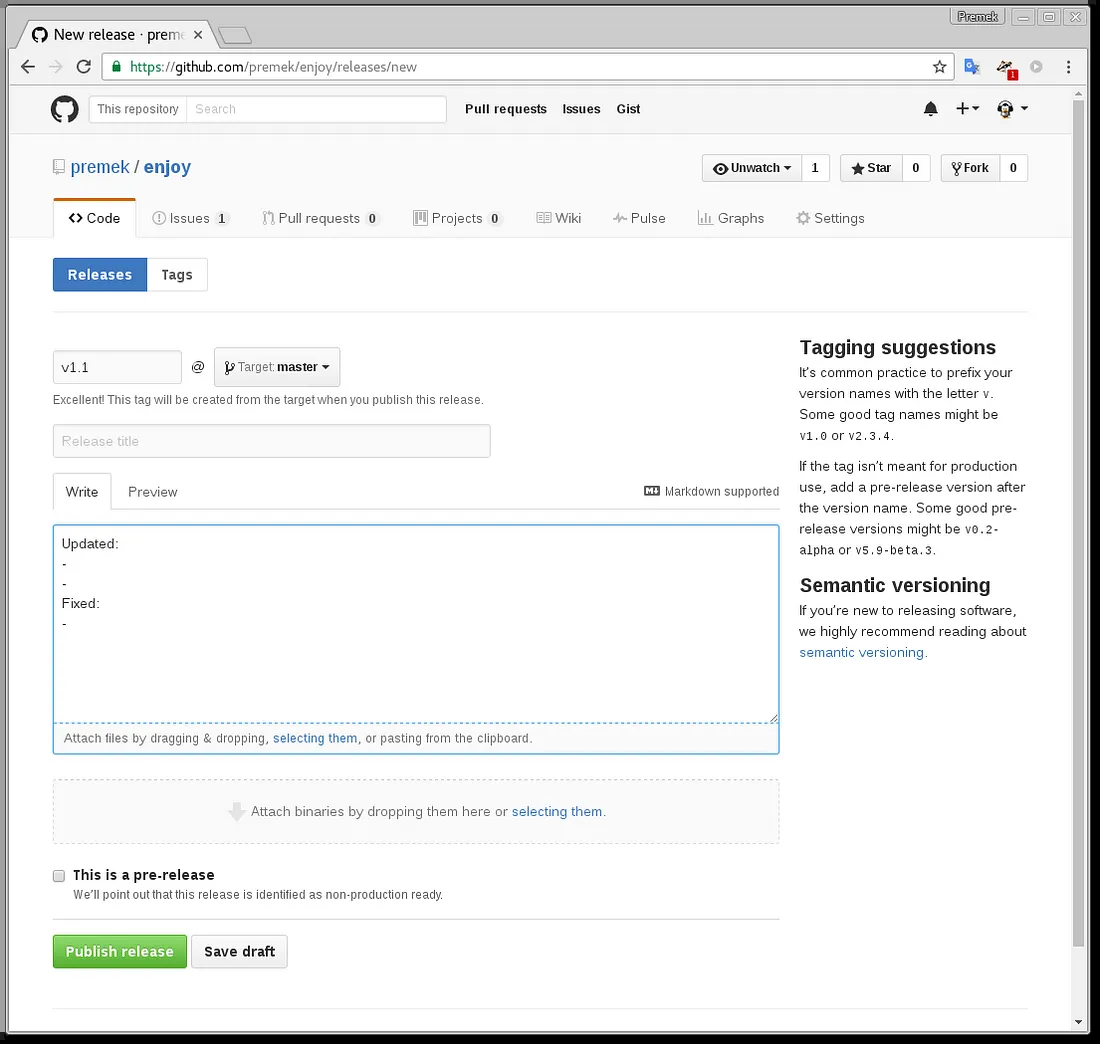 Premek
New release · preme
https://github.com/premek/enjoy/releases/new
1
This repository Search Pull requests Issues Gist
premek / enjoy
Unwatch 1 Star 0 Fork 0
Code Issues 1 Pull requests 0 Projects 0 Wiki Pulse Graphs Settings
Releases Tags
v1.1 @ Target: master
Excellent! This tag will be created from the target when you publish this release.
Release title
Write Preview Markdown supported
Updated:
-
-
Fixed:
-
Attach files by dragging & dropping, selecting them, or pasting from the clipboard.
Attach binaries by dropping them here or selecting them.
This is a pre-release
We’ll point out that this release is identified as non-production ready.
Publish release Save draft
Tagging suggestions
It’s common practice to prefix your
version names with the letter v.
Some good tag names might be
v1.0 or v2.3.4.
If the tag isn’t meant for production
use, add a pre-release version after
the version name. Some good pre-
release versions might be v0.2-
alpha or v5.9-beta.3.
Semantic versioning
If you’re new to releasing software,
we highly recommend reading about
semantic versioning.